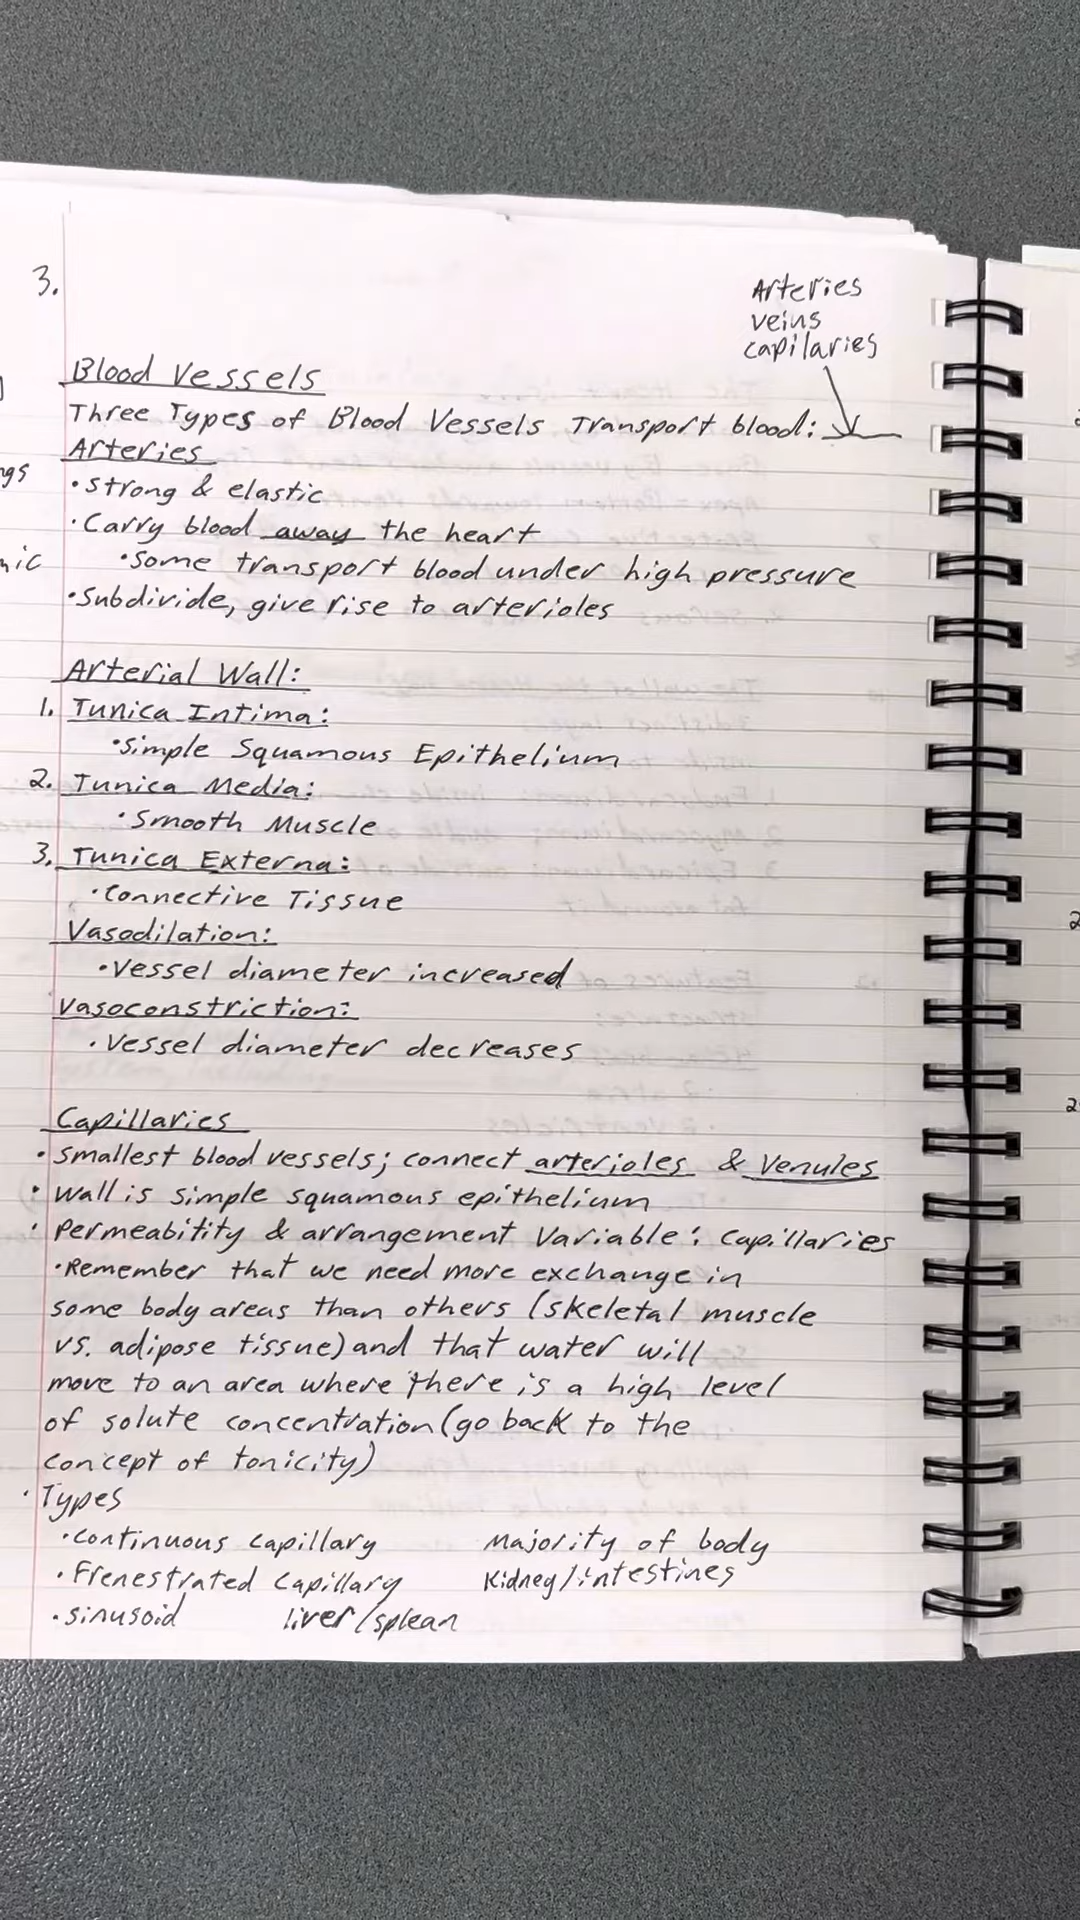 3.
Arteries
veins
capilaries
Blood Vessels
Three Types of Blood Vessels Transport blood:
Arteries
ngs
• Strong & elastic
• Carry blood away the heart
nic
• Some transport blood under high pressure
• Subdivide, give rise to arterioles
Arterial Wall:
1. Tunica Intima:
• Simple Squamous Epithelium
2. Tunica Media:
• Smooth Muscle
3. Tunica Externa:
• Connective Tissue
Vasodilation:
• Vessel diameter increased
Vasoconstriction:
• Vessel diameter decreases
Capillaries
• Smallest blood vessels; connect arterioles & Venules
• Wall is simple squamous epithelium
• Permeabitity & arrangement Variable: Capillaries
• Remember that we need more exchange in
some body areas than others (skeletal muscle
vs. adipose tissue) and that water will
move to an area where there is a high level
of solute concentration (go back to the
concept of tonicity)
• Types
• Continuous Capillary Majority of body
• Frenestrated Capillary Kidney/intestines
• Sinusoid liver/splean